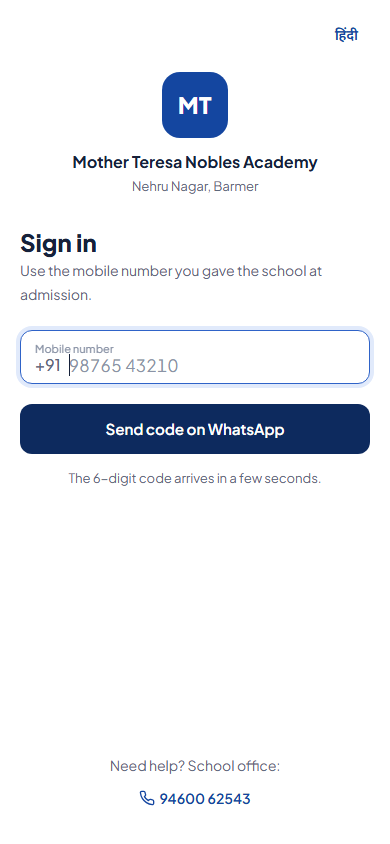 हिंदी
MT
Mother Teresa Nobles Academy
Nehru Nagar, Barmer
Sign in
Use the mobile number you gave the school at
admission.
Mobile number
+91 98765 43210
Send code on WhatsApp
The 6-digit code arrives in a few seconds.
Need help? School office:
94600 62543